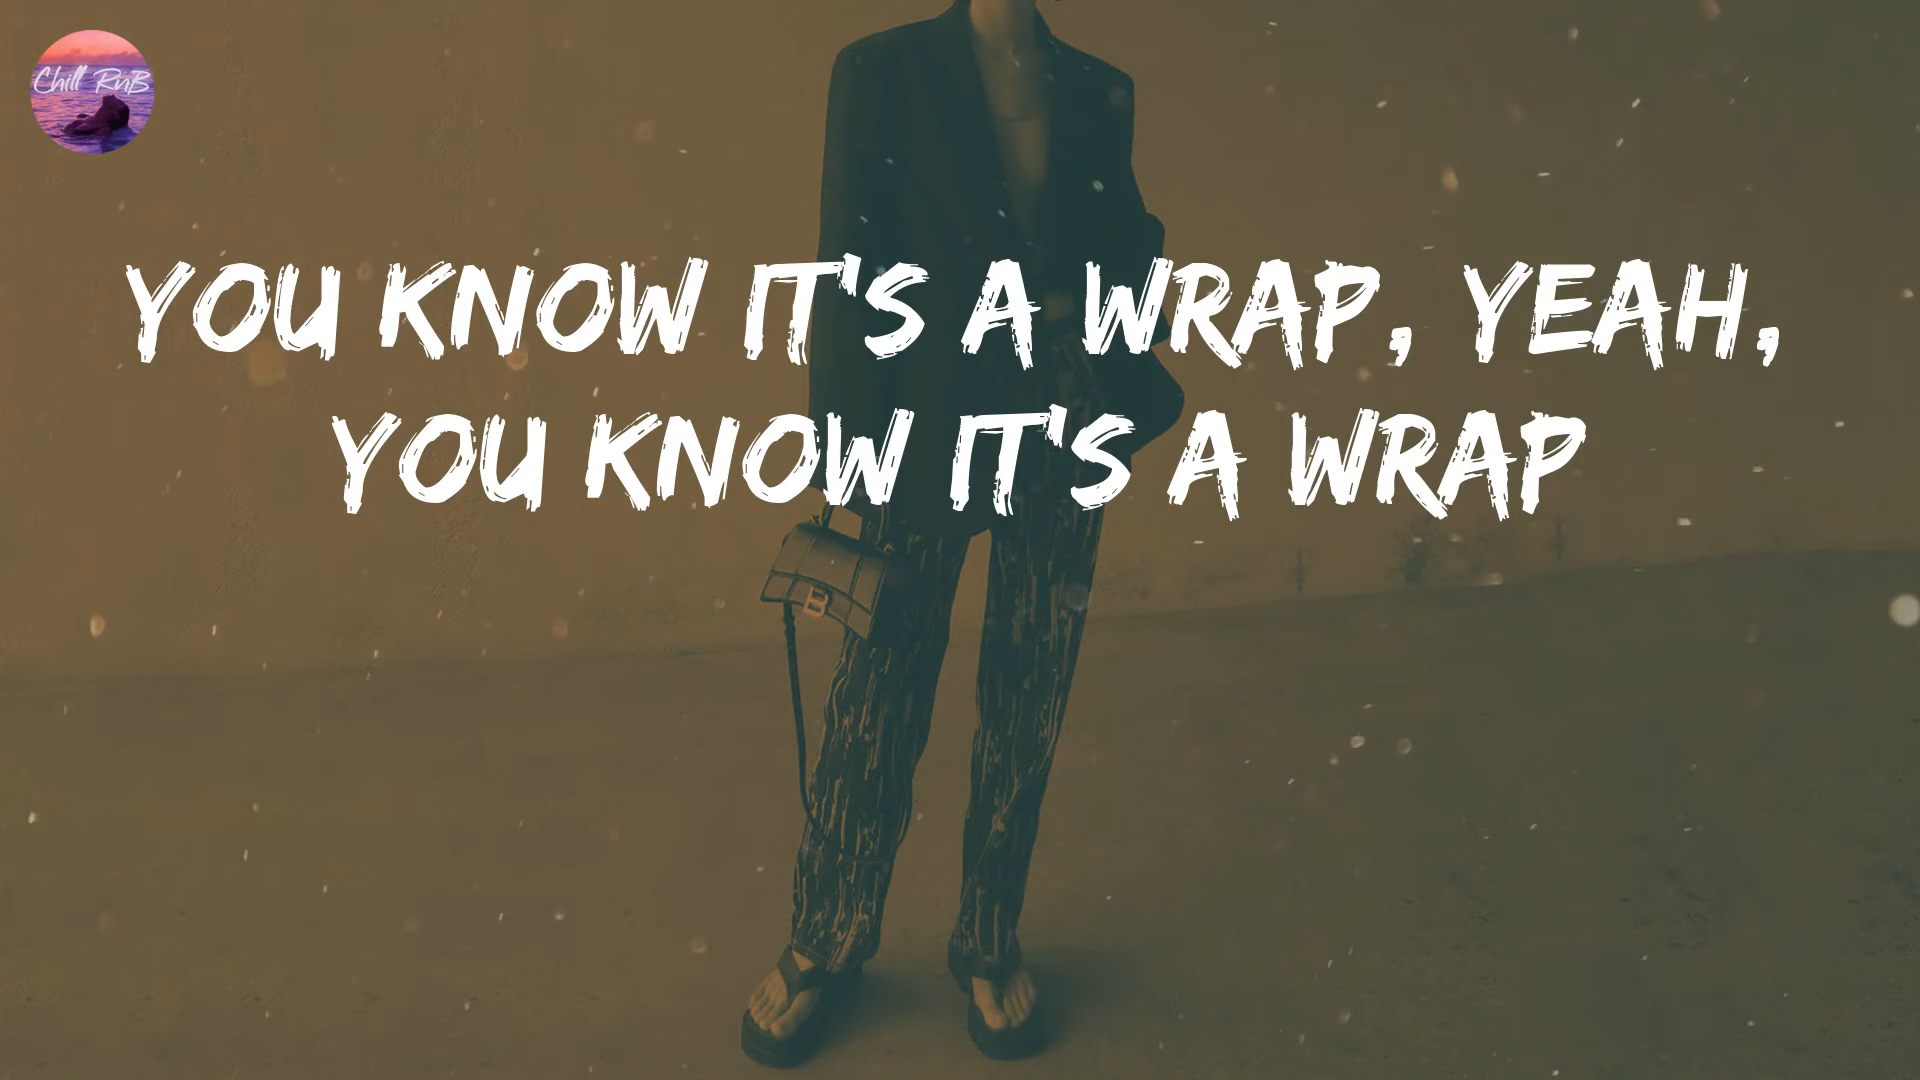 Chill RnB
YOU KNOW IT'S A WRAP, YEAH,
YOU KNOW IT'S A WRAP
B